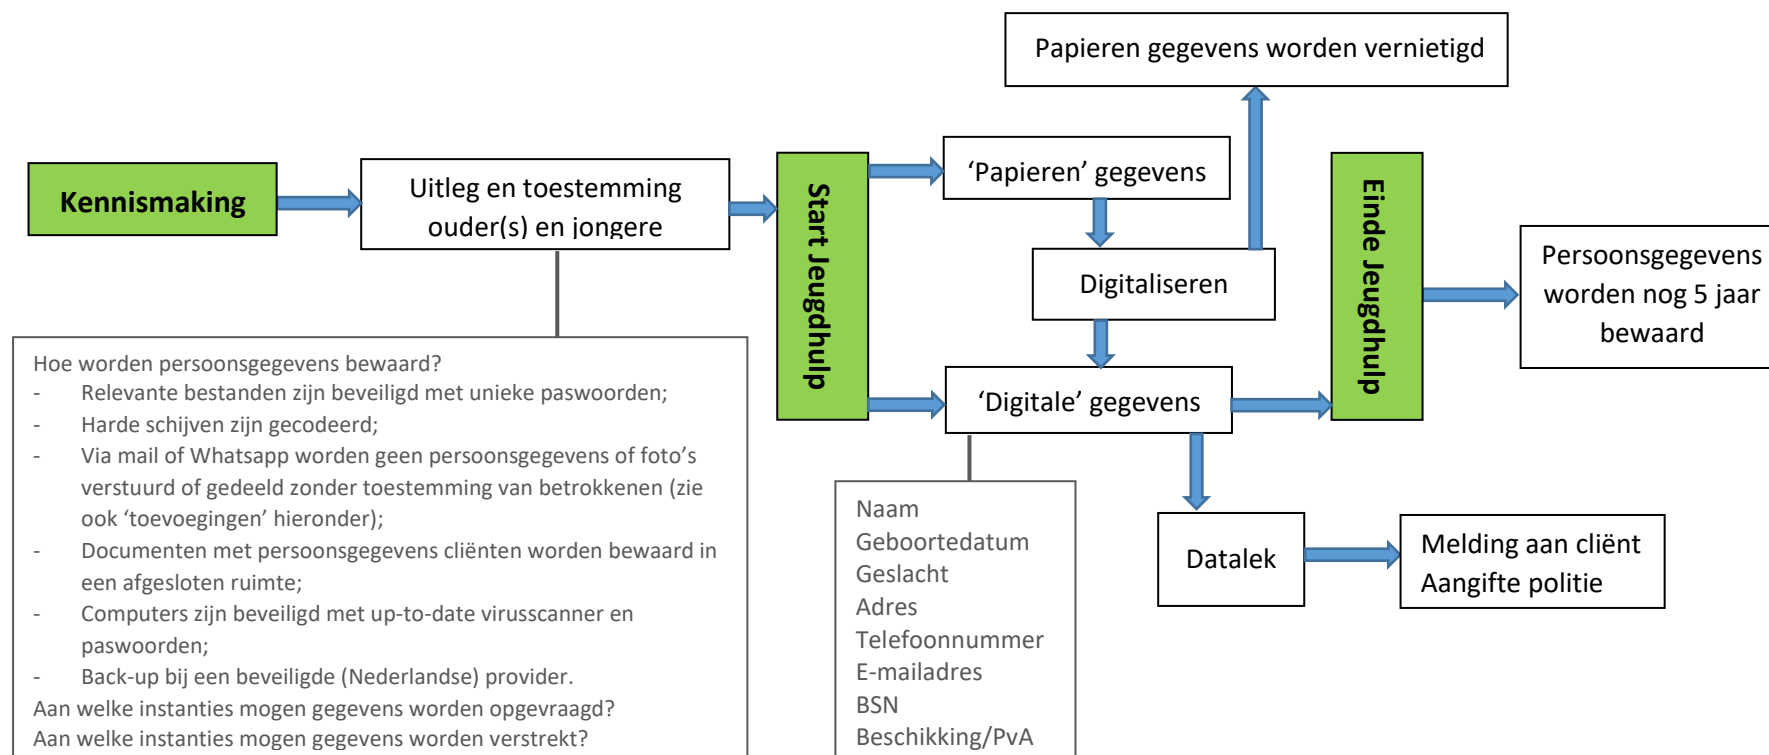 Papieren gegevens worden vernietigd
Kennismaking
Uitleg en toestemming
ouder(s) en jongere
Start Jeugdhulp
‘Papieren’ gegevens
Digitaliseren
‘Digitale’ gegevens
Einde Jeugdhulp
Persoonsgegevens
worden nog 5 jaar
bewaard
Hoe worden persoonsgegevens bewaard?
- Relevante bestanden zijn beveiligd met unieke paswoorden;
- Harde schijven zijn gecodeerd;
- Via mail of Whatsapp worden geen persoonsgegevens of foto’s
verstuurd of gedeeld zonder toestemming van betrokkenen (zie
ook ‘toevoegingen’ hieronder);
- Documenten met persoonsgegevens cliënten worden bewaard in
een afgesloten ruimte;
- Computers zijn beveiligd met up-to-date virusscanner en
paswoorden;
- Back-up bij een beveiligde (Nederlandse) provider.
Aan welke instanties mogen gegevens worden opgevraagd?
Aan welke instanties mogen gegevens worden verstrekt?
Naam
Geboortedatum
Geslacht
Adres
Telefoonnummer
E-mailadres
BSN
Beschikking/PvA
Datalek
Melding aan cliënt
Aangifte politie